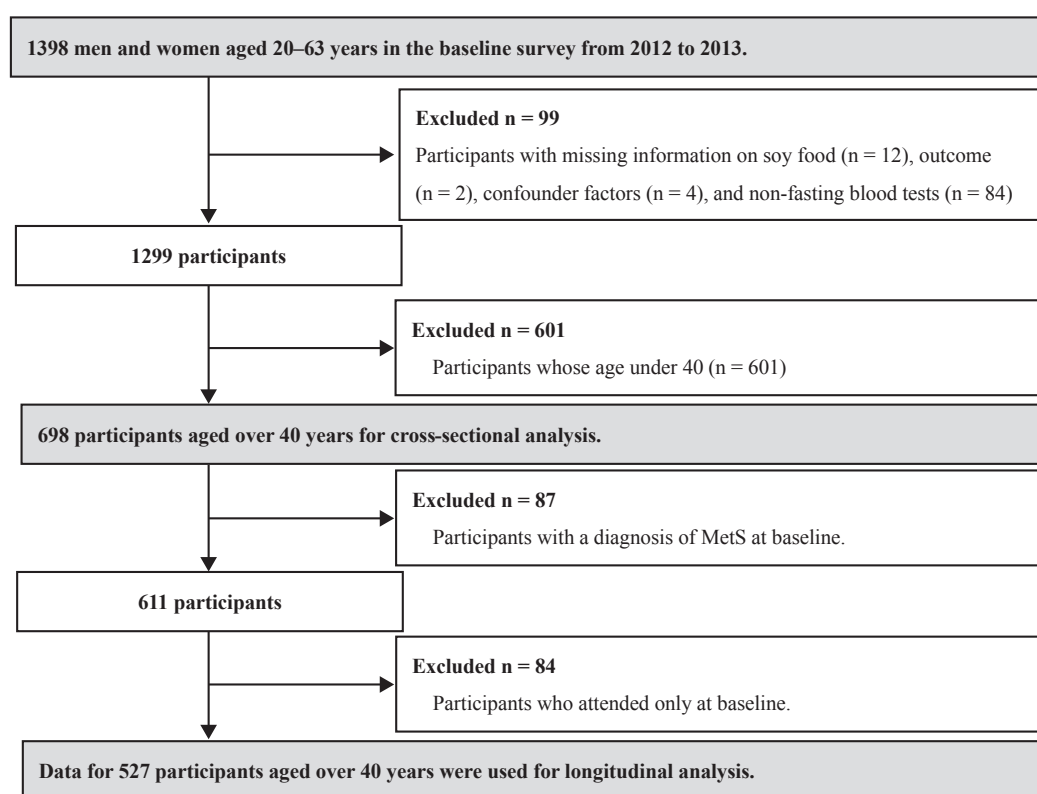 1398 men and women aged 20–63 years in the baseline survey from 2012 to 2013.
Excluded n = 99
Participants with missing information on soy food (n = 12), outcome
(n = 2), confounder factors (n = 4), and non-fasting blood tests (n = 84)
1299 participants
Excluded n = 601
Participants whose age under 40 (n = 601)
698 participants aged over 40 years for cross-sectional analysis.
Excluded n = 87
Participants with a diagnosis of MetS at baseline.
611 participants
Excluded n = 84
Participants who attended only at baseline.
Data for 527 participants aged over 40 years were used for longitudinal analysis.